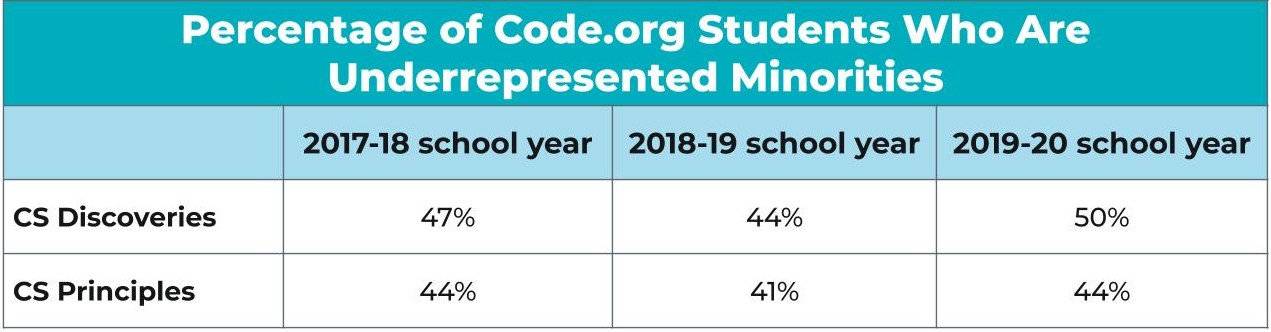 Percentage of Code.org Students Who Are
Underrepresented Minorities
2017-18 school year 2018-19 school year 2019-20 school year
CS Discoveries 47% 44% 50%
CS Principles 44% 41% 44%